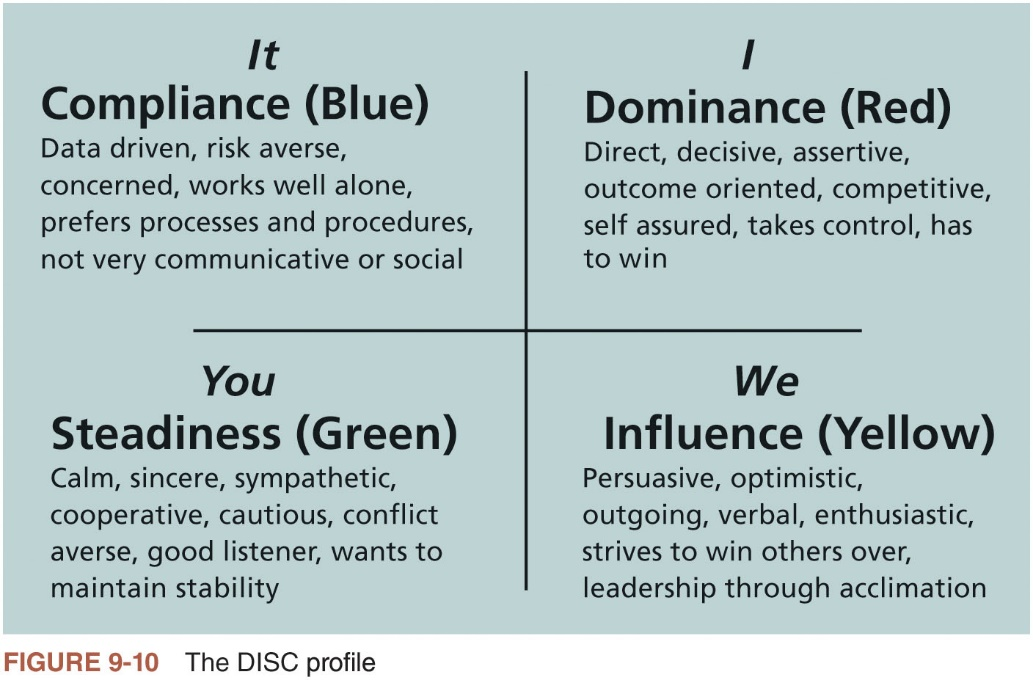 It
Compliance (Blue)
Data driven, risk averse,
concerned, works well alone,
prefers processes and procedures,
not very communicative or social
I
Dominance (Red)
Direct, decisive, assertive,
outcome oriented, competitive,
self assured, takes control, has
to win
You
Steadiness (Green)
Calm, sincere, sympathetic,
cooperative, cautious, conflict
averse, good listener, wants to
maintain stability
We
Influence (Yellow)
Persuasive, optimistic,
outgoing, verbal, enthusiastic,
strives to win others over,
leadership through acclimation
FIGURE 9-10 The DISC profile